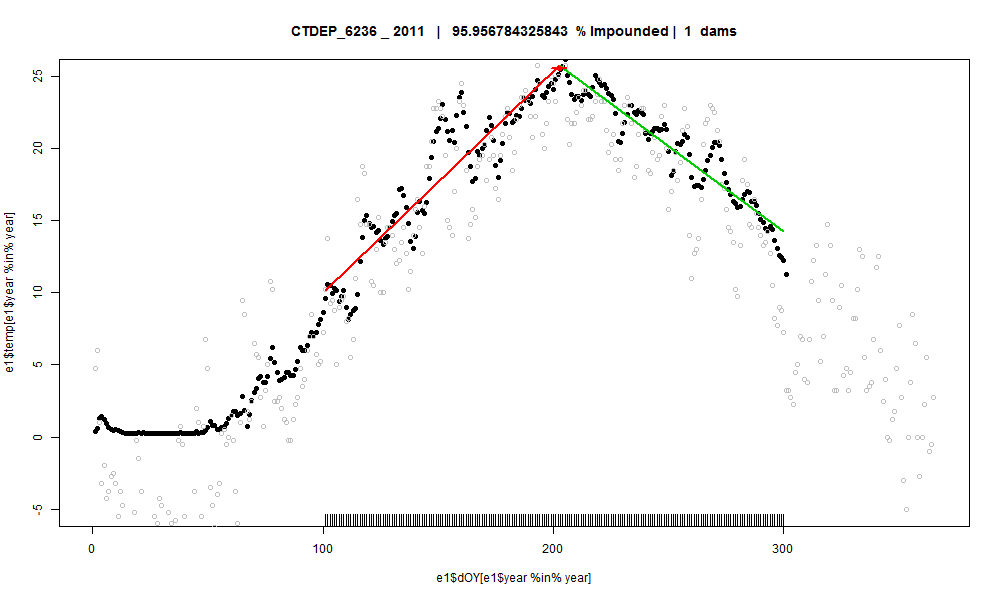 CTDEP_6236 _ 2011 | 95.956784325843 % Impounded | 1 dams
25
20
15
10
5
0
-5
e1$temp[e1$year %in% year]
0 100 200 300
e1$dOY[e1$year %in% year]